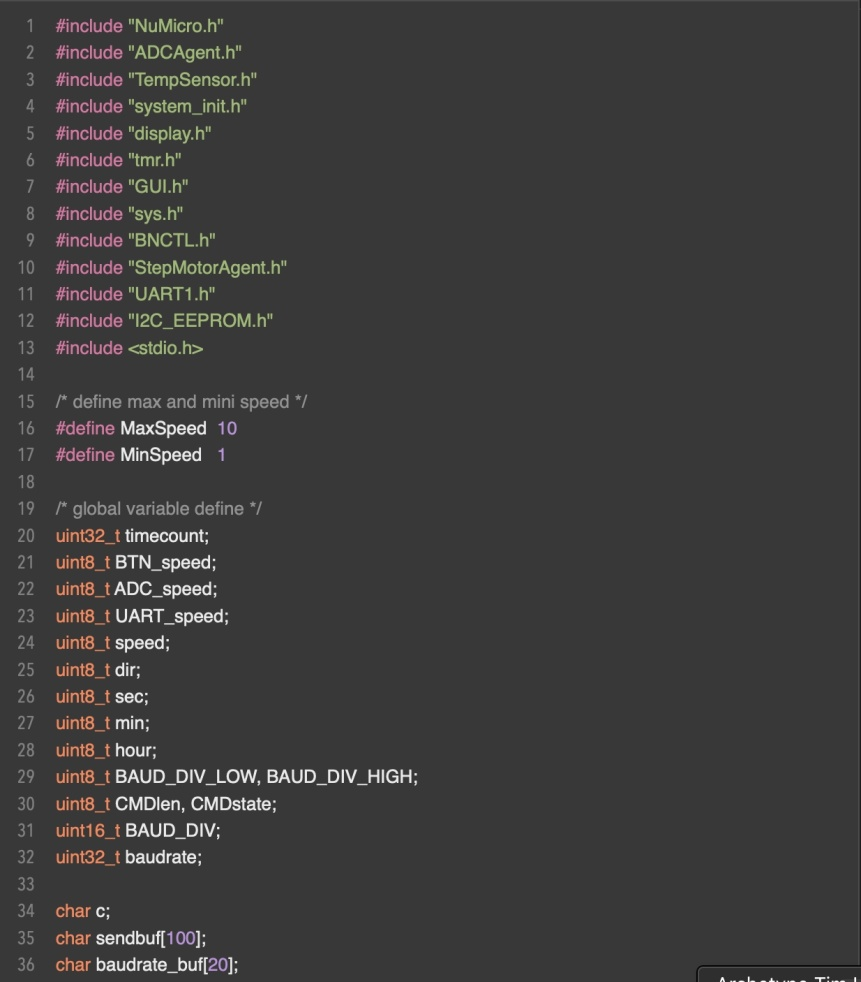 1 #include "NuMicro.h"
2 #include "ADCAgent.h"
3 #include "TempSensor.h"
4 #include "system_init.h"
5 #include "display.h"
6 #include "tmr.h"
7 #include "GUI.h"
8 #include "sys.h"
9 #include "BNCTL.h"
10 #include "StepMotorAgent.h"
11 #include "UART1.h"
12 #include "I2C_EEPROM.h"
13 #include <stdio.h>
14
15 /* define max and mini speed */
16 #define MaxSpeed  10
17 #define MinSpeed   1
18
19 /* global variable define */
20 uint32_t timecount;
21 uint8_t BTN_speed;
22 uint8_t ADC_speed;
23 uint8_t UART_speed;
24 uint8_t speed;
25 uint8_t dir;
26 uint8_t sec;
27 uint8_t min;
28 uint8_t hour;
29 uint8_t BAUD_DIV_LOW, BAUD_DIV_HIGH;
30 uint8_t CMDlen, CMDstate;
31 uint16_t BAUD_DIV;
32 uint32_t baudrate;
33
34 char c;
35 char sendbuf[100];
36 char baudrate_buf[20];